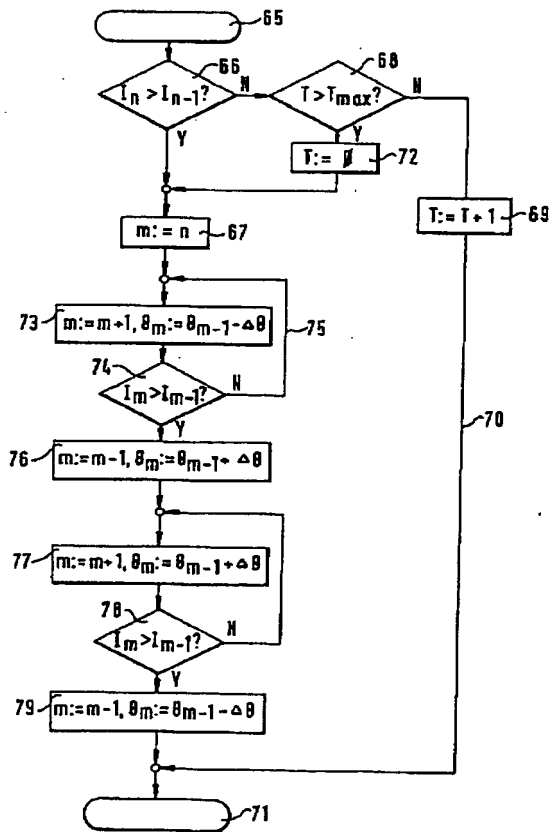 65
66
I_n > I_{n-1}?
N
Y
68
T > T_max?
N
Y
T := 0
72
m := n
67
T := T + 1
69
73
m := m+1, θ_m := θ_{m-1} - Δθ
75
74
I_m > I_{m-1}?
N
Y
70
76
m := m-1, θ_m := θ_{m-1} + Δθ
77
m := m+1, θ_m := θ_{m-1} + Δθ
78
I_m > I_{m-1}?
N
Y
79
m := m-1, θ_m := θ_{m-1} - Δθ
71